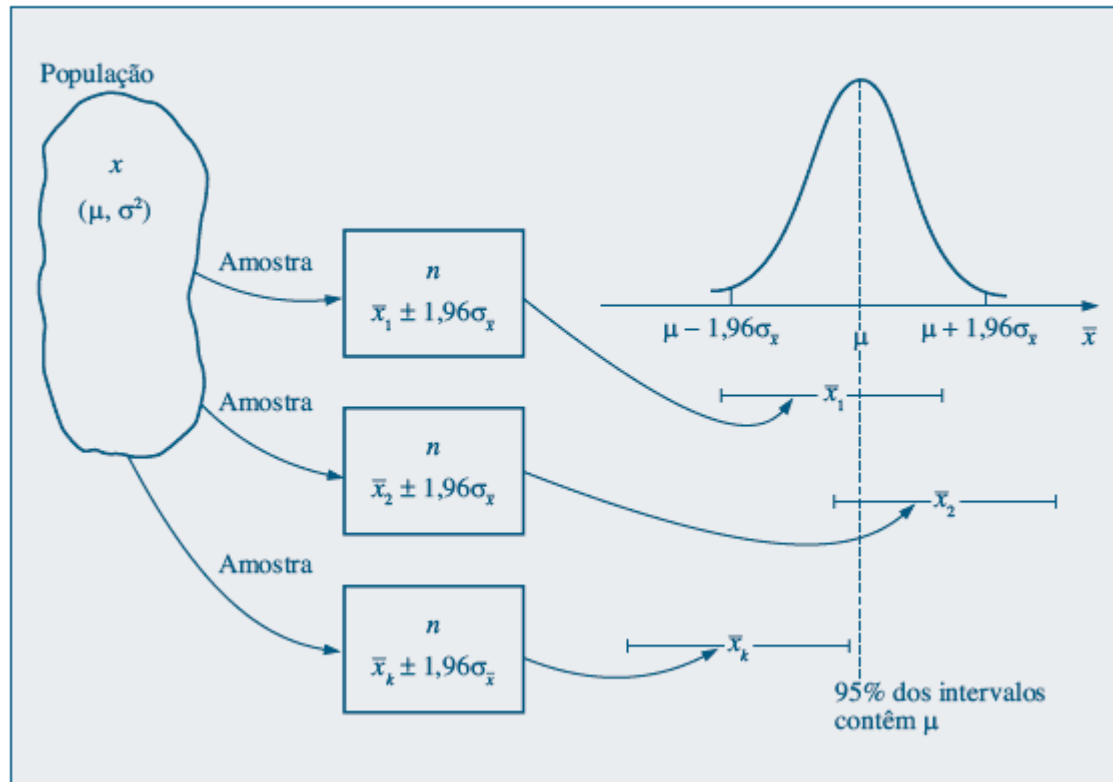 População
x
(μ, σ²)
Amostra
n
x̄₁ ± 1,96σₓ̄
Amostra
n
x̄₂ ± 1,96σₓ̄
Amostra
n
x̄ₖ ± 1,96σₓ̄
μ − 1,96σₓ̄
μ
μ + 1,96σₓ̄
x̄
x̄₁
x̄₂
x̄ₖ
95% dos intervalos
contêm μ